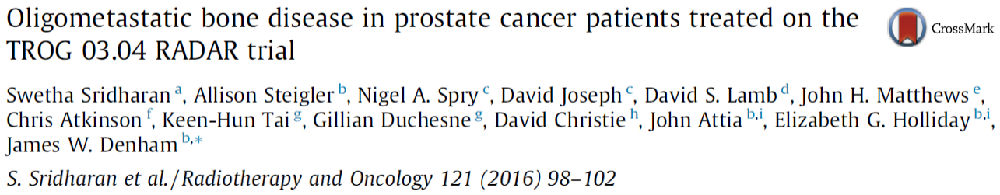 Oligometastatic bone disease in prostate cancer patients treated on the
TROG 03.04 RADAR trial
CrossMark
Swetha Sridharan a, Allison Steigler b, Nigel A. Spry c, David Joseph c, David S. Lamb d, John H. Matthews e,
Chris Atkinson f, Keen-Hun Tai g, Gillian Duchesne g, David Christie h, John Attia b,i, Elizabeth G. Holliday b,i,
James W. Denham b,*
S. Sridharan et al. / Radiotherapy and Oncology 121 (2016) 98–102